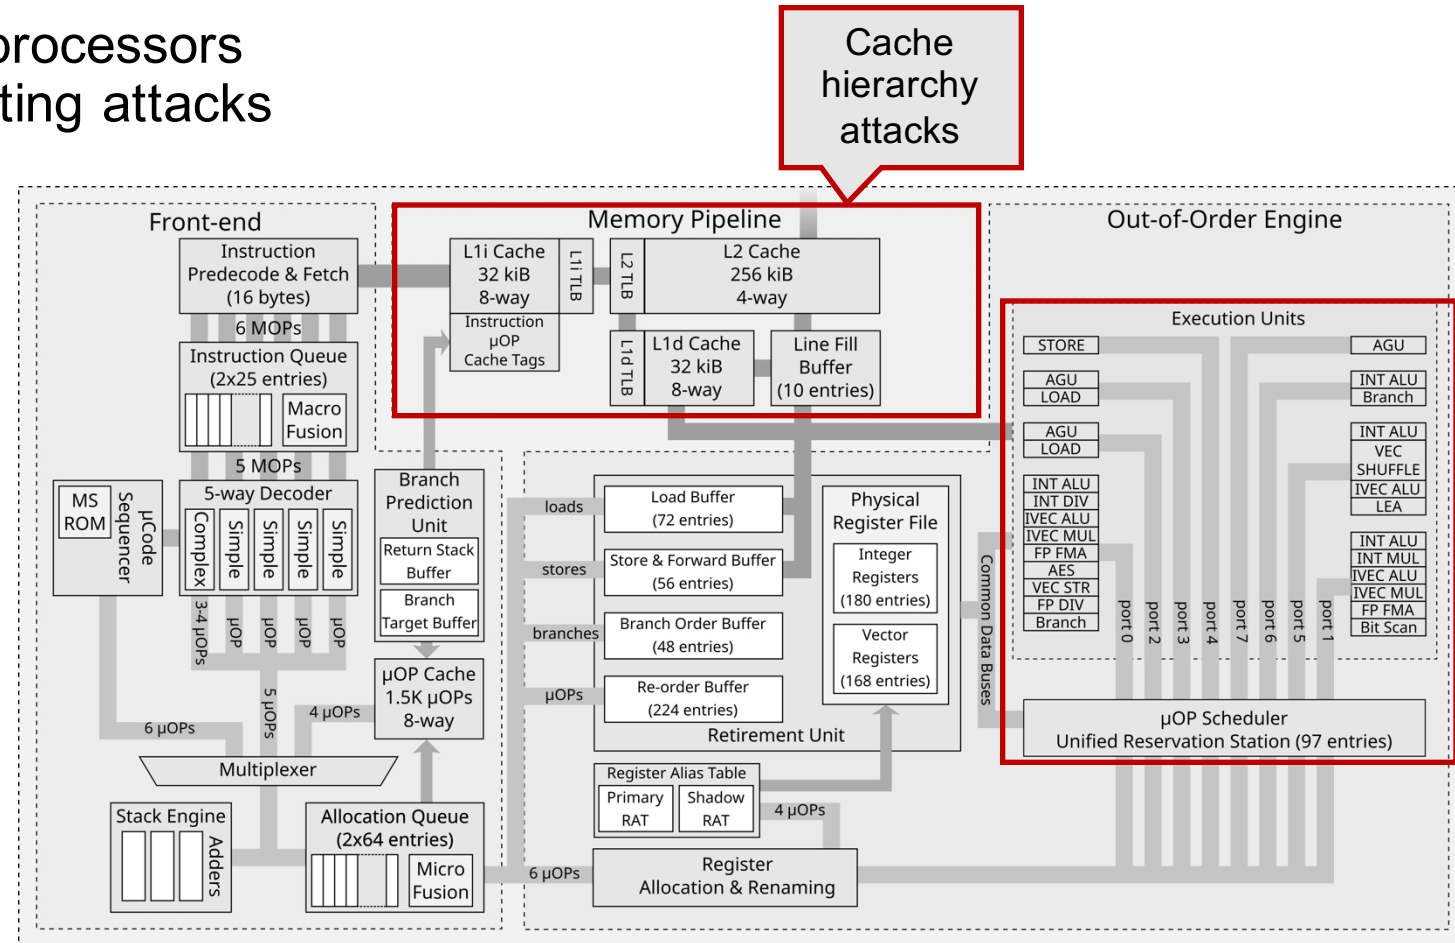 processors
ting attacks
Cache
hierarchy
attacks
Front-end
Instruction
Predecode & Fetch
(16 bytes)
6 MOPs
Instruction Queue
(2x25 entries)
Macro
Fusion
5 MOPs
MS
ROM
µCode
Sequencer
5-way Decoder
Complex
Simple
Simple
Simple
Simple
3-4 µOPs
µOP
µOP
µOP
µOP
Branch
Prediction
Unit
Return Stack
Buffer
Branch
Target Buffer
µOP Cache
1.5K µOPs
8-way
5 µOPs
4 µOPs
6 µOPs
Multiplexer
Stack Engine
Adders
Allocation Queue
(2x64 entries)
Micro
Fusion
Memory Pipeline
L1i Cache
32 kiB
8-way
L1i TLB
Instruction
µOP
Cache Tags
L2 TLB
L2 Cache
256 kiB
4-way
L1d TLB
L1d Cache
32 kiB
8-way
Line Fill
Buffer
(10 entries)
loads
Load Buffer
(72 entries)
stores
Store & Forward Buffer
(56 entries)
branches
Branch Order Buffer
(48 entries)
µOPs
Re-order Buffer
(224 entries)
Physical
Register File
Integer
Registers
(180 entries)
Vector
Registers
(168 entries)
Retirement Unit
Register Alias Table
Primary
RAT
Shadow
RAT
4 µOPs
6 µOPs
Register
Allocation & Renaming
Common Data Buses
Out-of-Order Engine
Execution Units
STORE
AGU
LOAD
AGU
LOAD
INT ALU
INT DIV
IVEC ALU
IVEC MUL
FP FMA
AES
VEC STR
FP DIV
Branch
AGU
INT ALU
Branch
INT ALU
VEC
SHUFFLE
IVEC ALU
LEA
INT ALU
INT MUL
IVEC ALU
IVEC MUL
FP FMA
Bit Scan
port 0
port 2
port 3
port 4
port 7
port 6
port 5
port 1
µOP Scheduler
Unified Reservation Station (97 entries)